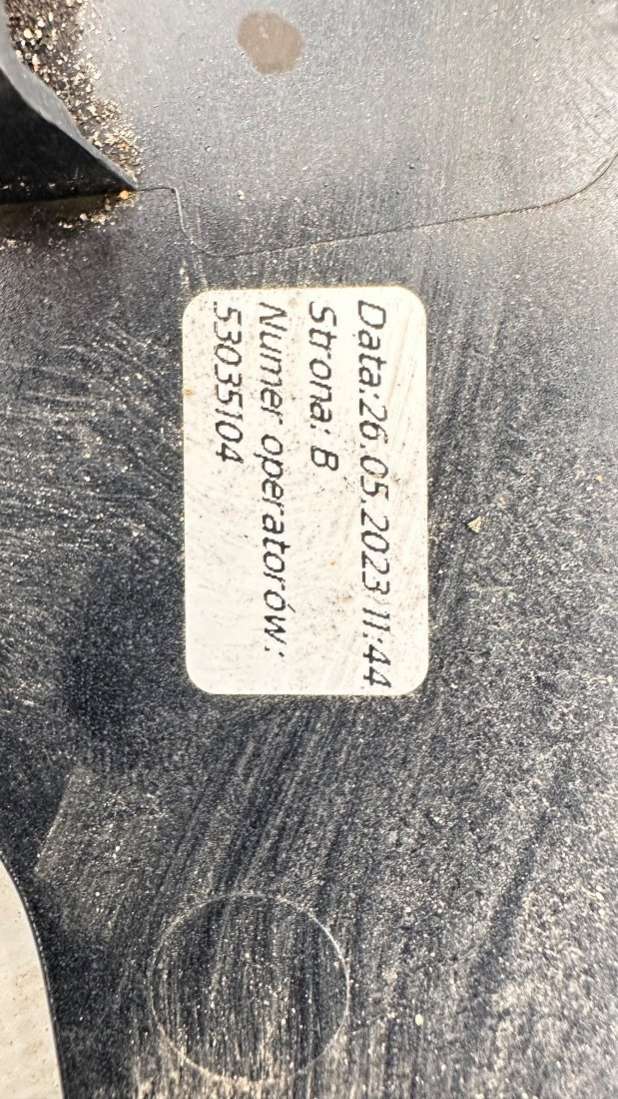 Data:26.05.2023 11:44
Strona: B
Numer operatorów:
53035104